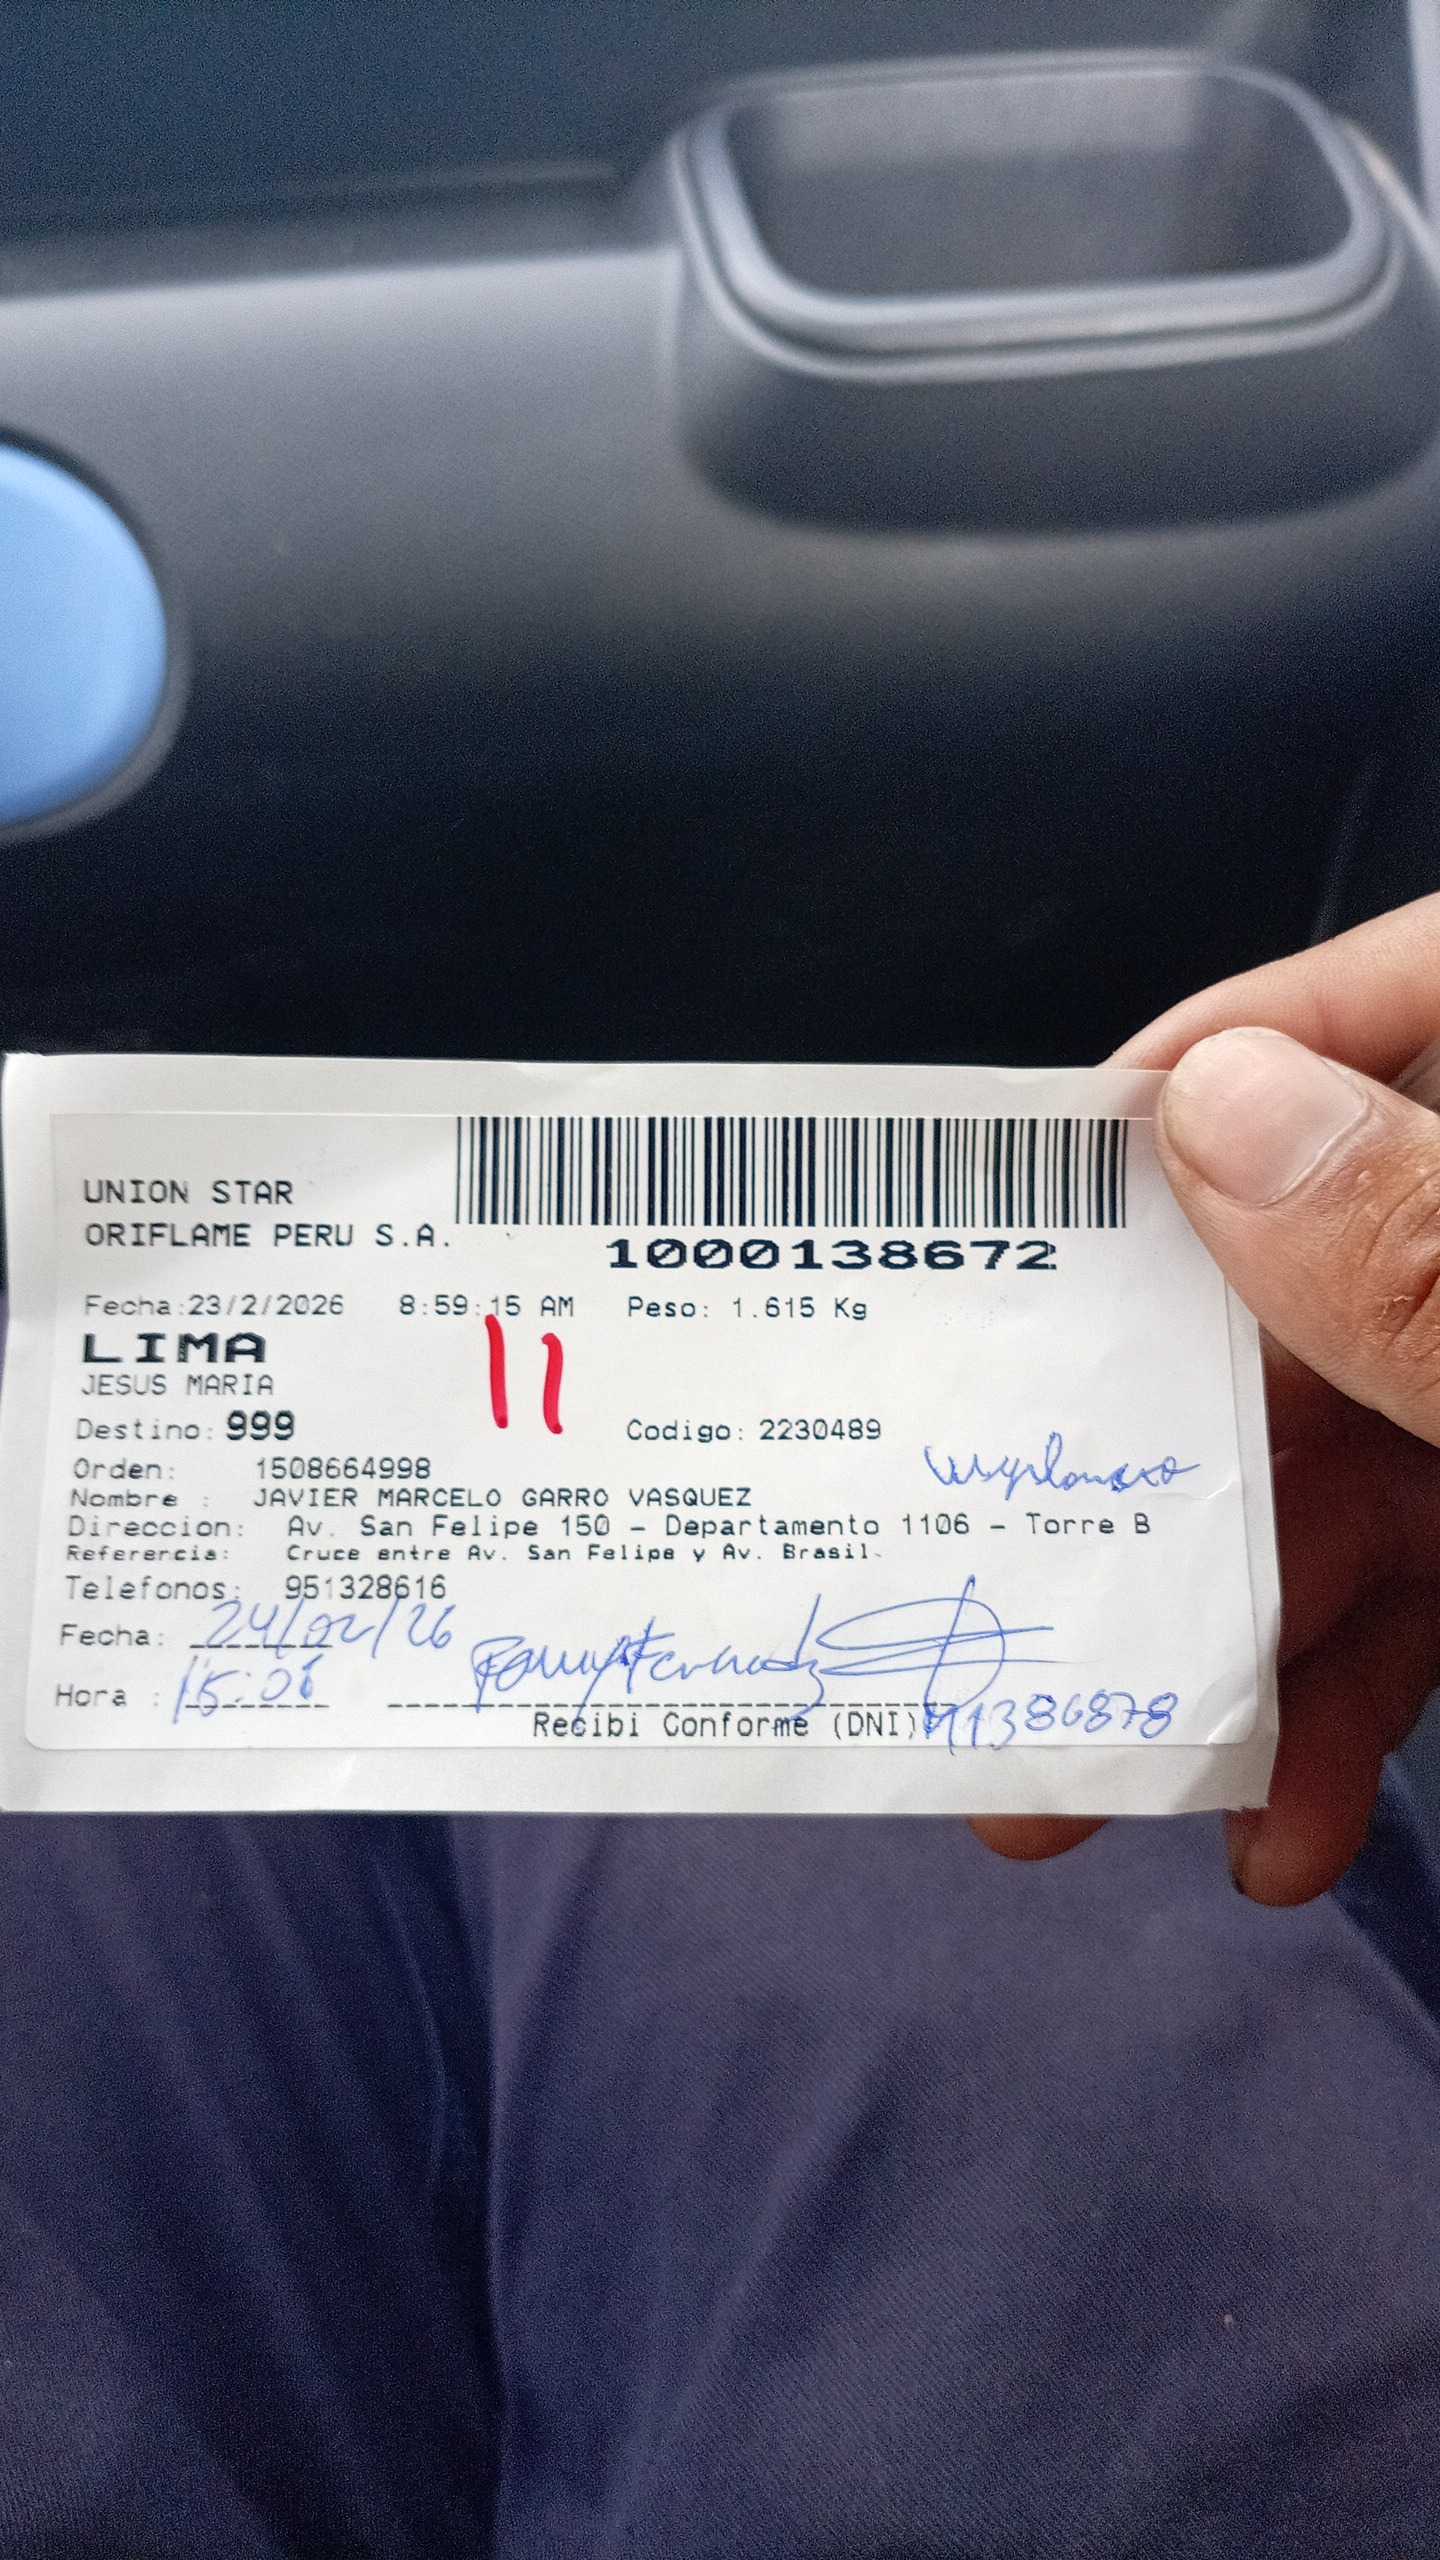 UNION STAR
ORIFLAME PERU S.A.
1000138672
Fecha:23/2/2026 8:59:15 AM Peso: 1.615 Kg
LIMA
11
JESUS MARIA
Destino: 999 Codigo: 2230489
Orden: 1508664998
Nombre : JAVIER MARCELO GARRO VASQUEZ
Direccion: Av. San Felipe 150 - Departamento 1106 - Torre B
Referencia: Cruce entre Av. San Felipe y Av. Brasil.
Telefonos: 951328616
Fecha: 24/02/26
Hora : 15:01
Recibi Conforme (DNI)